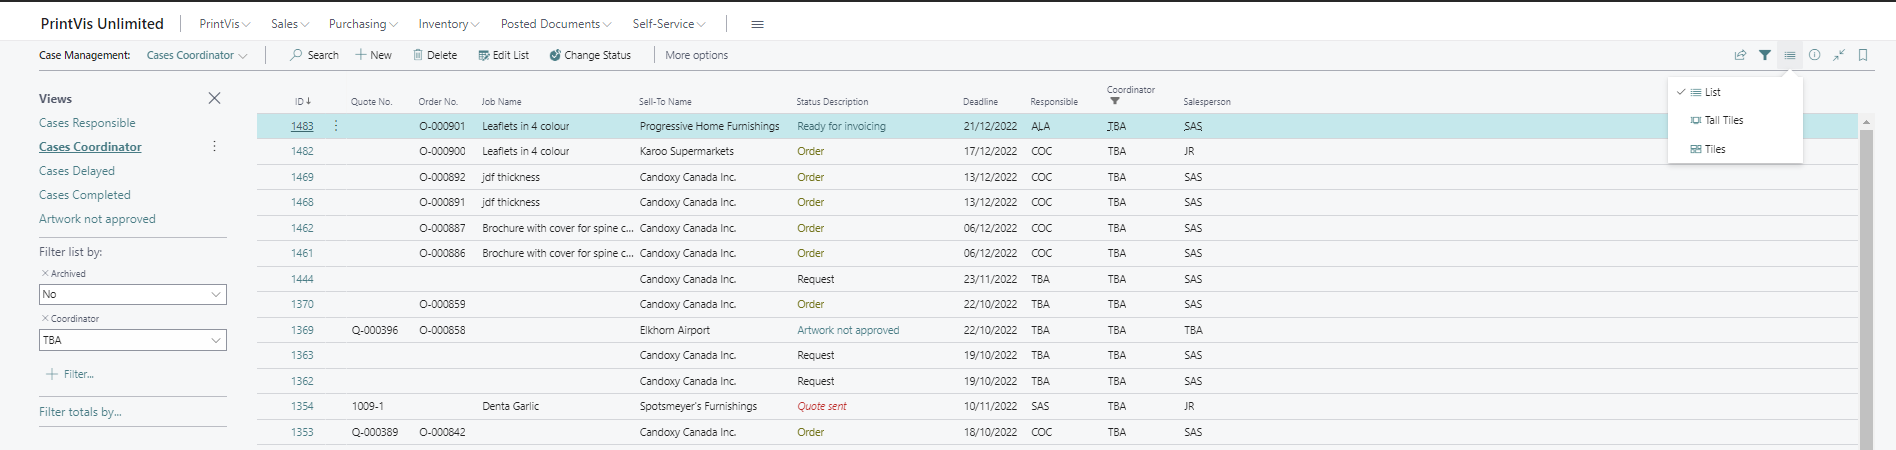 PrintVis Unlimited PrintVis Sales Purchasing Inventory Posted Documents Self-Service
Case Management: Cases Coordinator Search New Delete Edit List Change Status More options
List
Tall Tiles
Tiles
Views
Cases Responsible
Cases Coordinator
Cases Delayed
Cases Completed
Artwork not approved
Filter list by:
Archived
No
Coordinator
TBA
Filter...
Filter totals by...
ID Quote No. Order No. Job Name Sell-To Name Status Description Deadline Responsible Coordinator Salesperson
1483 O-000901 Leaflets in 4 colour Progressive Home Furnishings Ready for invoicing 21/12/2022 ALA TBA SAS
1482 O-000900 Leaflets in 4 colour Karoo Supermarkets Order 17/12/2022 COC TBA JR
1469 O-000892 jdf thickness Candoxy Canada Inc. Order 13/12/2022 COC TBA SAS
1468 O-000891 jdf thickness Candoxy Canada Inc. Order 13/12/2022 COC TBA SAS
1462 O-000887 Brochure with cover for spine c... Candoxy Canada Inc. Order 06/12/2022 COC TBA SAS
1461 O-000886 Brochure with cover for spine c... Candoxy Canada Inc. Order 06/12/2022 COC TBA SAS
1444 Candoxy Canada Inc. Request 23/11/2022 TBA TBA SAS
1370 O-000859 Candoxy Canada Inc. Order 22/10/2022 TBA TBA SAS
1369 Q-000396 O-000858 Elkhorn Airport Artwork not approved 22/10/2022 TBA TBA TBA
1363 Candoxy Canada Inc. Request 19/10/2022 TBA TBA SAS
1362 Candoxy Canada Inc. Request 19/10/2022 TBA TBA SAS
1354 1009-1 Denta Garlic Spotsmeyer's Furnishings Quote sent 10/11/2022 SAS TBA JR
1353 Q-000389 O-000842 Candoxy Canada Inc. Order 18/10/2022 COC TBA SAS